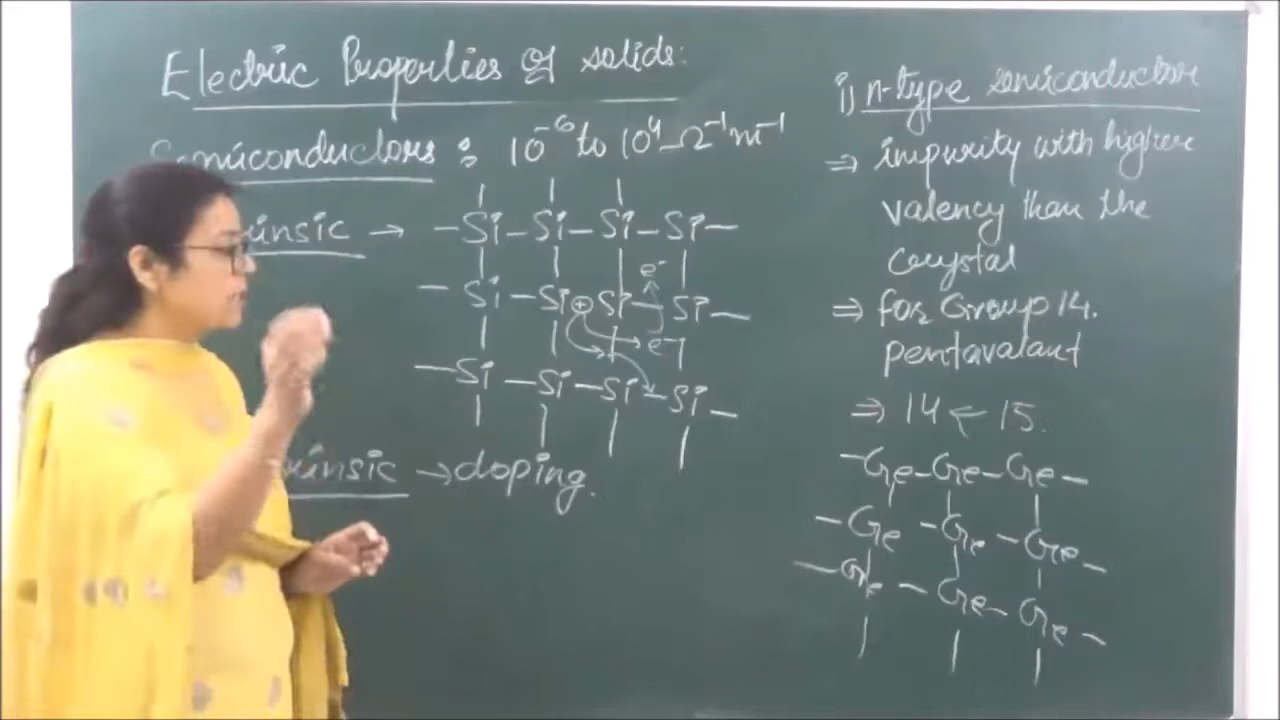 Electric Properties of solids:
Semiconductors : 10⁻⁶ to 10⁴ Ω⁻¹m⁻¹
insic → -Si-Si-Si-Si-
-Si-Si⊕Si-Si-
e⁻
e⁻
-Si-Si-Si-Si-
insic → doping.
i) n-type semiconductor
⇒ impurity with higher
valency than the
crystal
⇒ for Group 14.
pentavalant
⇒ 14 ← 15.
-Ge-Ge-Ge-
-Ge-Ge-Ge-
-Ge-Ge-Ge-